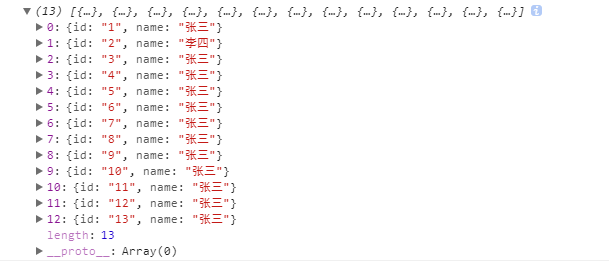 ▼ (13) [{…}, {…}, {…}, {…}, {…}, {…}, {…}, {…}, {…}, {…}, {…}, {…}, {…}] i
▶ 0: {id: "1", name: "张三"}
▶ 1: {id: "2", name: "李四"}
▶ 2: {id: "3", name: "张三"}
▶ 3: {id: "4", name: "张三"}
▶ 4: {id: "5", name: "张三"}
▶ 5: {id: "6", name: "张三"}
▶ 6: {id: "7", name: "张三"}
▶ 7: {id: "8", name: "张三"}
▶ 8: {id: "9", name: "张三"}
▶ 9: {id: "10", name: "张三"}
▶ 10: {id: "11", name: "张三"}
▶ 11: {id: "12", name: "张三"}
▶ 12: {id: "13", name: "张三"}
length: 13
▶ __proto__: Array(0)